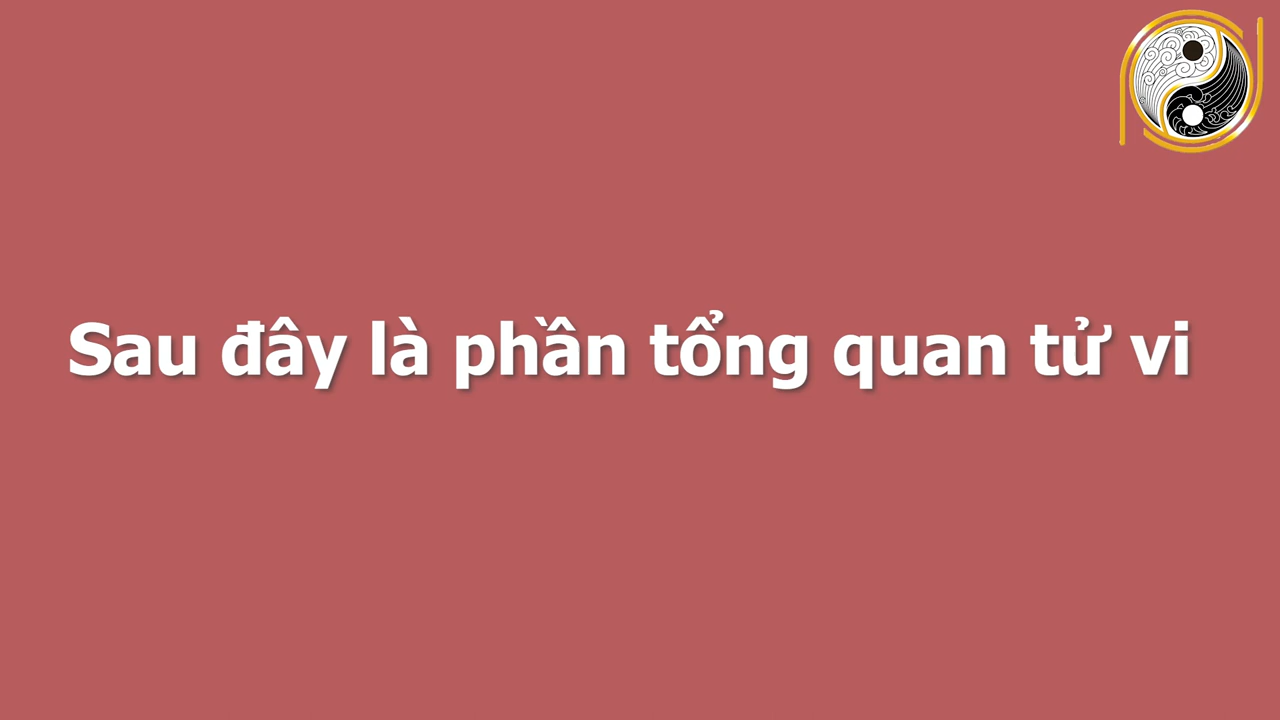 Sau đây là phần tổng quan tử vi